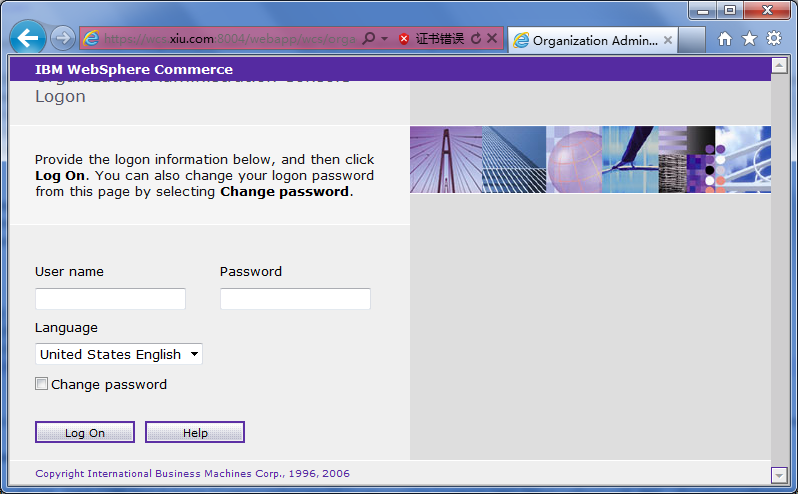 xiu.com:8004/webapp/wcs/orga
证书错误
Organization Admin...
IBM WebSphere Commerce
Organization Administration Console
Logon
Provide the logon information below, and then click
Log On. You can also change your logon password
from this page by selecting Change password.
User name
Password
Language
United States English
Change password
Log On
Help
Copyright International Business Machines Corp., 1996, 2006